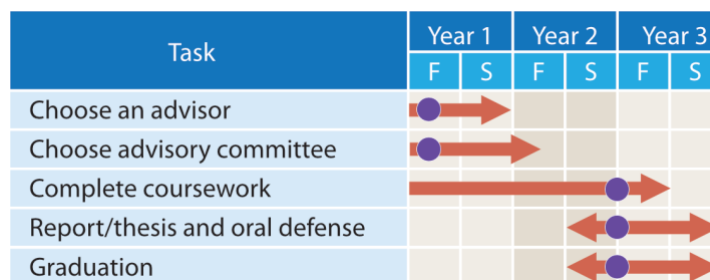 Task Year 1 Year 2 Year 3
F S F S F S
Choose an advisor
Choose advisory committee
Complete coursework
Report/thesis and oral defense
Graduation